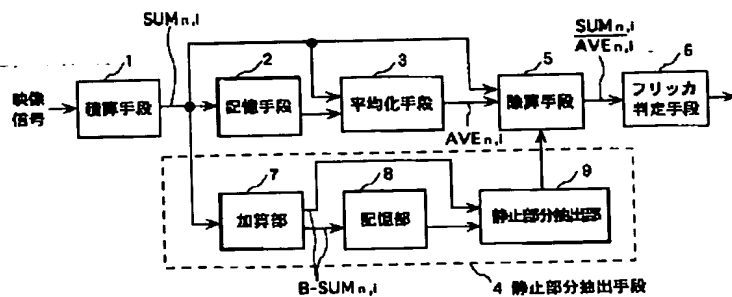 SUMn,i
SUMn,i
AVEn,i
1
2
3
5
6
映像
信号
積算手段
記憶手段
平均化手段
除算手段
フリッカ
判定手段
AVEn,i
7
8
9
加算部
記憶部
静止部分抽出部
B-SUMn,i
4 静止部分抽出手段